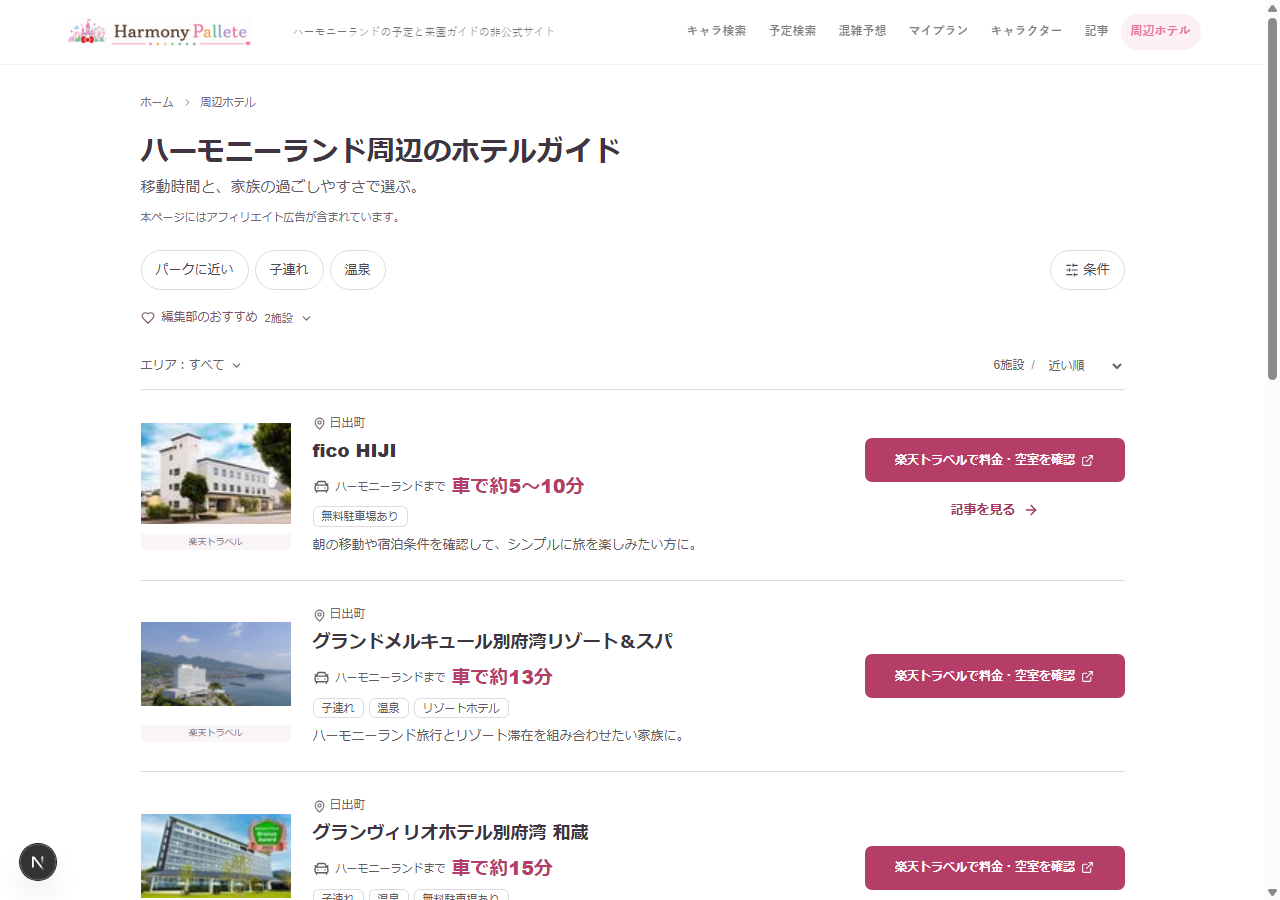 Harmony Pallete
ハーモニーランドの予定と来園ガイドの非公式サイト
キャラ検索
予定検索
混雑予想
マイプラン
キャラクター
記事
周辺ホテル
ホーム > 周辺ホテル
ハーモニーランド周辺のホテルガイド
移動時間と、家族の過ごしやすさで選ぶ。
本ページにはアフィリエイト広告が含まれています。
パークに近い
子連れ
温泉
条件
編集部のおすすめ 2施設
エリア：すべて
6施設 / 近い順
日出町
fico HIJI
ハーモニーランドまで 車で約5〜10分
無料駐車場あり
朝の移動や宿泊条件を確認して、シンプルに旅を楽しみたい方に。
楽天トラベル
楽天トラベルで料金・空室を確認
記事を見る →
日出町
グランドメルキュール別府湾リゾート＆スパ
ハーモニーランドまで 車で約13分
子連れ
温泉
リゾートホテル
ハーモニーランド旅行とリゾート滞在を組み合わせたい家族に。
楽天トラベル
楽天トラベルで料金・空室を確認
日出町
グランヴィリオホテル別府湾 和蔵
ハーモニーランドまで 車で約15分
子連れ
温泉
無料駐車場あり
楽天トラベルで料金・空室を確認
N